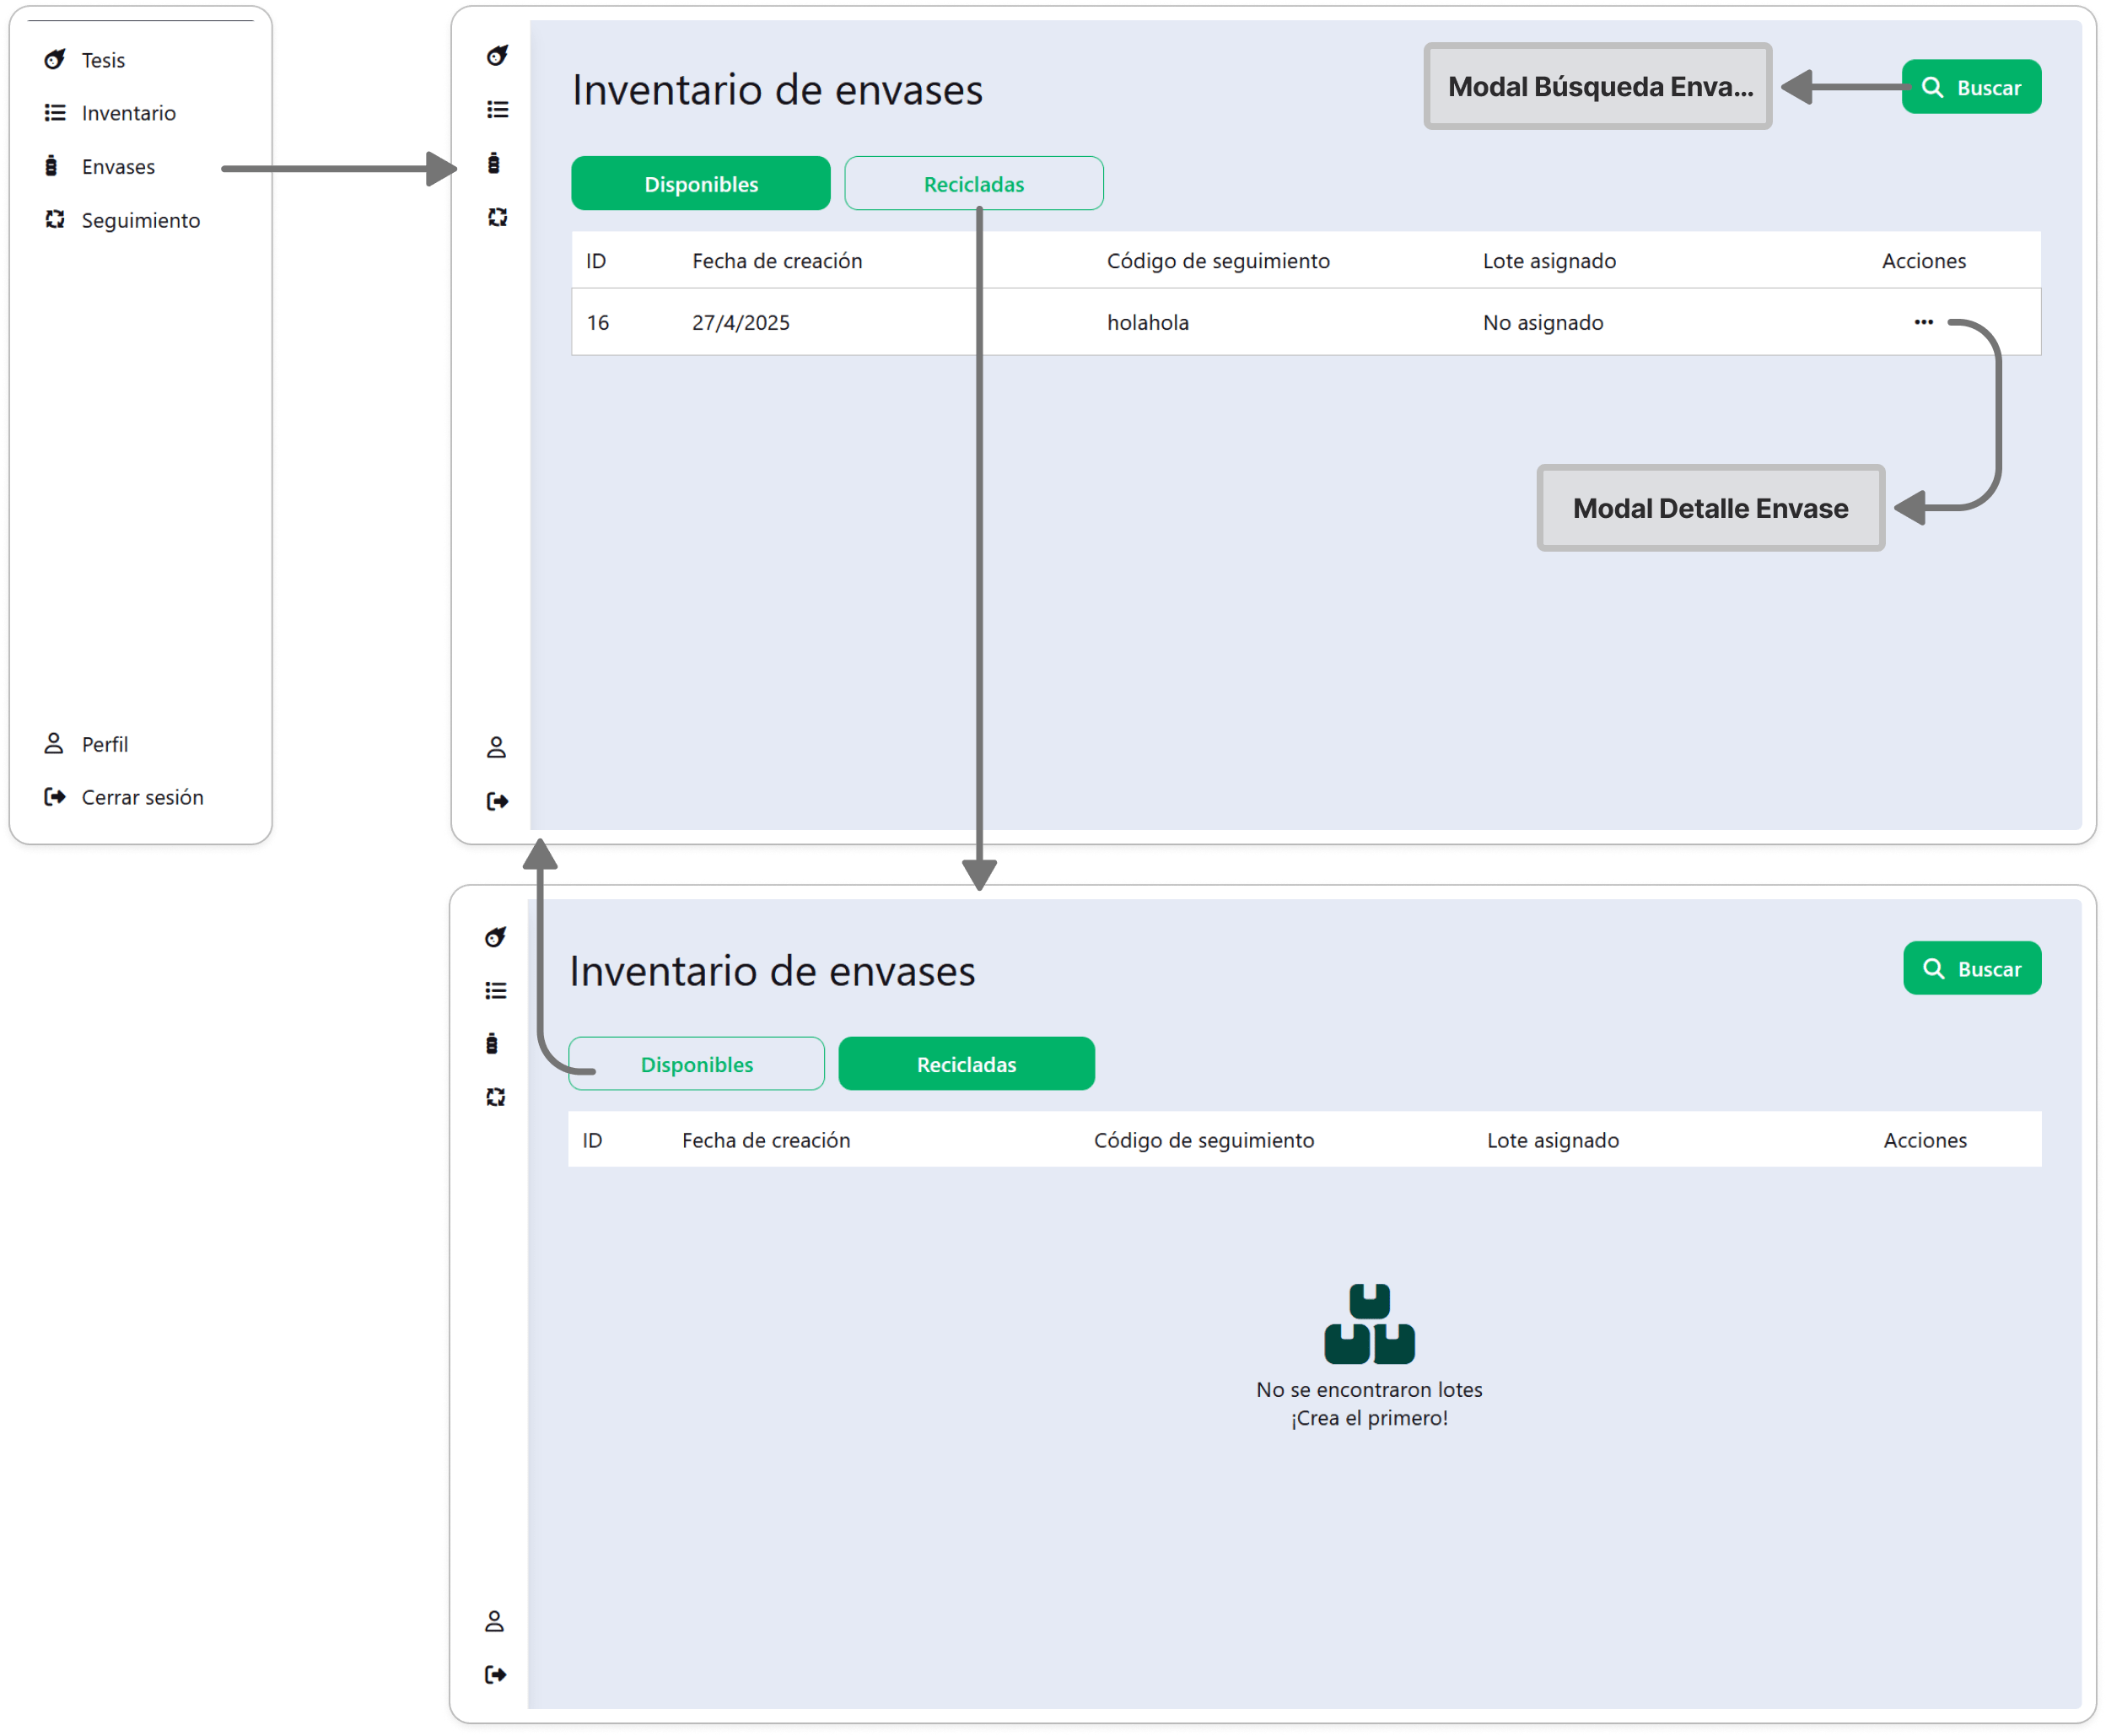 Tesis
Inventario
Envases
Seguimiento
Perfil
Cerrar sesión
Inventario de envases
Modal Búsqueda Enva...
Buscar
Disponibles
Recicladas
ID Fecha de creación Código de seguimiento Lote asignado Acciones
16 27/4/2025 holahola No asignado ...
Modal Detalle Envase
Inventario de envases
Buscar
Disponibles
Recicladas
ID Fecha de creación Código de seguimiento Lote asignado Acciones
No se encontraron lotes
¡Crea el primero!